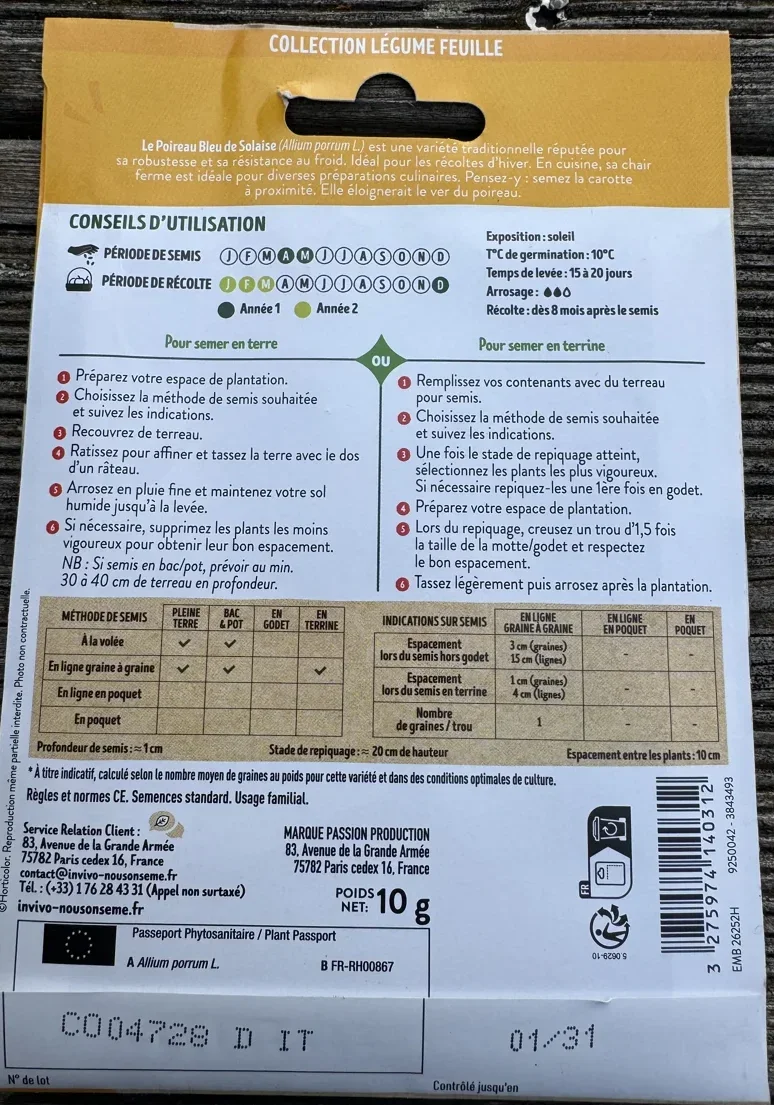 COLLECTION LÉGUME FEUILLE
Le Poireau Bleu de Solaise (Allium porrum L.) est une variété traditionnelle réputée pour
sa robustesse et sa résistance au froid. Idéal pour les récoltes d'hiver. En cuisine, sa chair
ferme est idéale pour diverses préparations culinaires. Pensez-y : semez la carotte
à proximité. Elle éloignerait le ver du poireau.
CONSEILS D'UTILISATION
PÉRIODE DE SEMIS J F M A M J J A S O N D
PÉRIODE DE RÉCOLTE J F M A M J J A S O N D
Année 1 Année 2
Exposition : soleil
T°C de germination : 10°C
Temps de levée : 15 à 20 jours
Arrosage :
Récolte : dès 8 mois après le semis
Pour semer en terre
OU
Pour semer en terrine
1 Préparez votre espace de plantation.
2 Choisissez la méthode de semis souhaitée
et suivez les indications.
3 Recouvrez de terreau.
4 Ratissez pour affiner et tassez la terre avec le dos
d'un râteau.
5 Arrosez en pluie fine et maintenez votre sol
humide jusqu'à la levée.
6 Si nécessaire, supprimez les plants les moins
vigoureux pour obtenir leur bon espacement.
NB : Si semis en bac/pot, prévoir au min.
30 à 40 cm de terreau en profondeur.
1 Remplissez vos contenants avec du terreau
pour semis.
2 Choisissez la méthode de semis souhaitée
et suivez les indications.
3 Une fois le stade de repiquage atteint,
sélectionnez les plants les plus vigoureux.
Si nécessaire repiquez-les une 1ère fois en godet.
4 Préparez votre espace de plantation.
5 Lors du repiquage, creusez un trou d'1,5 fois
la taille de la motte/godet et respectez
le bon espacement.
6 Tassez légèrement puis arrosez après la plantation.
MÉTHODE DE SEMIS PLEINE TERRE BAC & POT EN GODET EN TERRINE
À la volée ✓ ✓
En ligne graine à graine ✓ ✓ ✓
En ligne en poquet
En poquet
INDICATIONS SUR SEMIS EN LIGNE GRAINE À GRAINE EN LIGNE EN POQUET EN POQUET
Espacement lors du semis hors godet 3 cm (graines) 15 cm (lignes) - -
Espacement lors du semis en terrine 1 cm (graines) 4 cm (lignes) - -
Nombre de graines / trou 1 - -
Profondeur de semis : ≈ 1 cm Stade de repiquage : ≈ 20 cm de hauteur Espacement entre les plants : 10 cm
* À titre indicatif, calculé selon le nombre moyen de graines au poids pour cette variété et dans des conditions optimales de culture.
Règles et normes CE. Semences standard. Usage familial.
Service Relation Client :
83, Avenue de la Grande Armée
75782 Paris cedex 16, France
contact@invivo-nousonseme.fr
Tél. : (+33) 1 76 28 43 31 (Appel non surtaxé)
invivo-nousonseme.fr
MARQUE PASSION PRODUCTION
83, Avenue de la Grande Armée
75782 Paris cedex 16, France
POIDS NET : 10 g
FR
5.0629-10
3 275974 140312
EMB 26252H 9250042 - 3843493
©Horticolor. Reproduction même partielle interdite. Photo non contractuelle.
Passeport Phytosanitaire / Plant Passport
A Allium porrum L. B FR-RH00867
C004728 D IT
01/31
N° de lot
Contrôlé jusqu'en